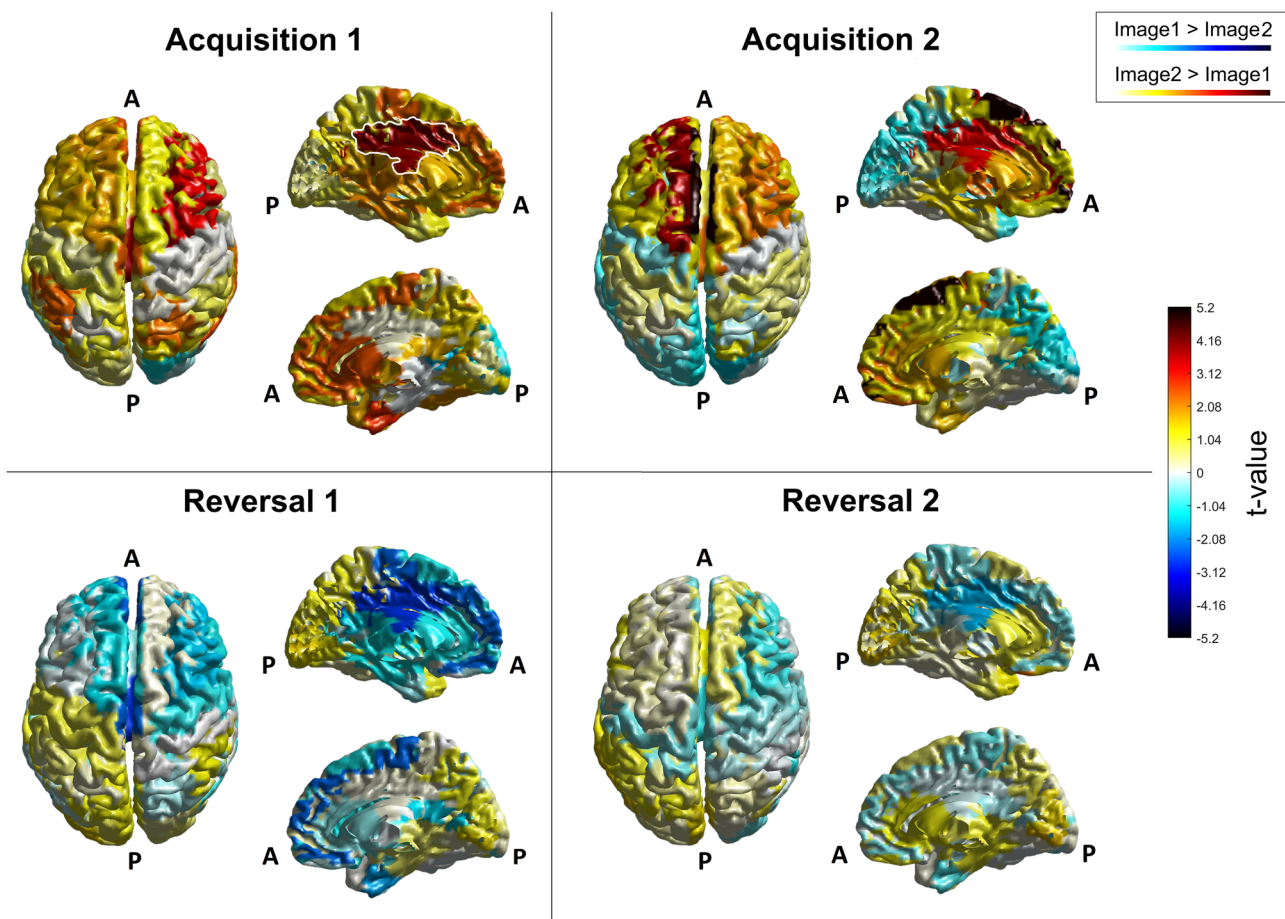 Acquisition 1
A
P
A
A
P
P
Acquisition 2
A
P
A
A
P
P
Image1 > Image2
Image2 > Image1
5.2
4.16
3.12
2.08
1.04
0
-1.04
-2.08
-3.12
-4.16
-5.2
t-value
Reversal 1
A
P
A
A
P
P
Reversal 2
A
P
A
A
P
P